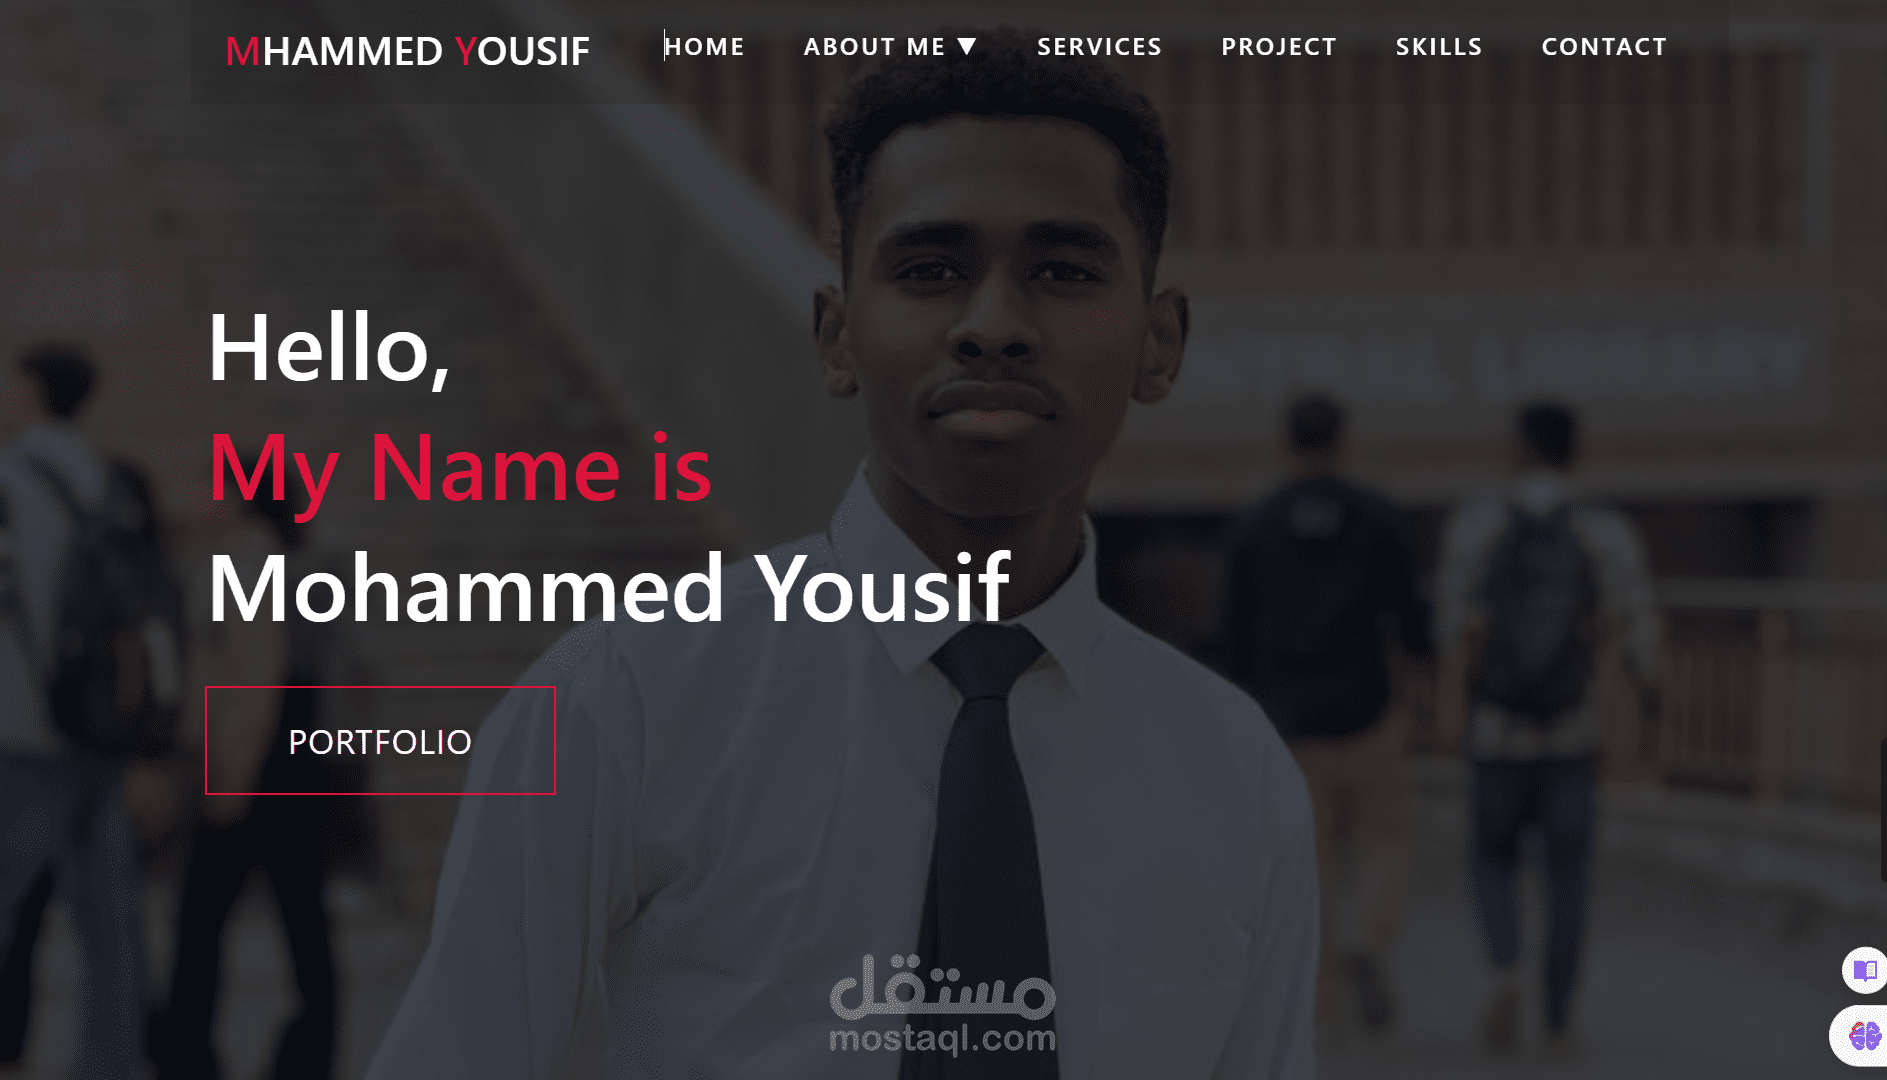 MHAMMED YOUSIF
HOME
ABOUT ME ▼
SERVICES
PROJECT
SKILLS
CONTACT
Hello,
My Name is
Mohammed Yousif
PORTFOLIO
مستقل
mostaql.com